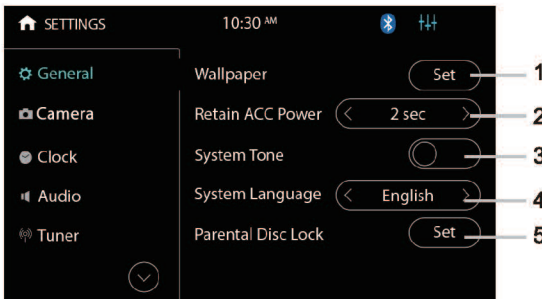 SETTINGS 10:30 AM
General Wallpaper Set 1
Camera Retain ACC Power 2 sec 2
Clock System Tone 3
Audio System Language English 4
Tuner Parental Disc Lock Set 5